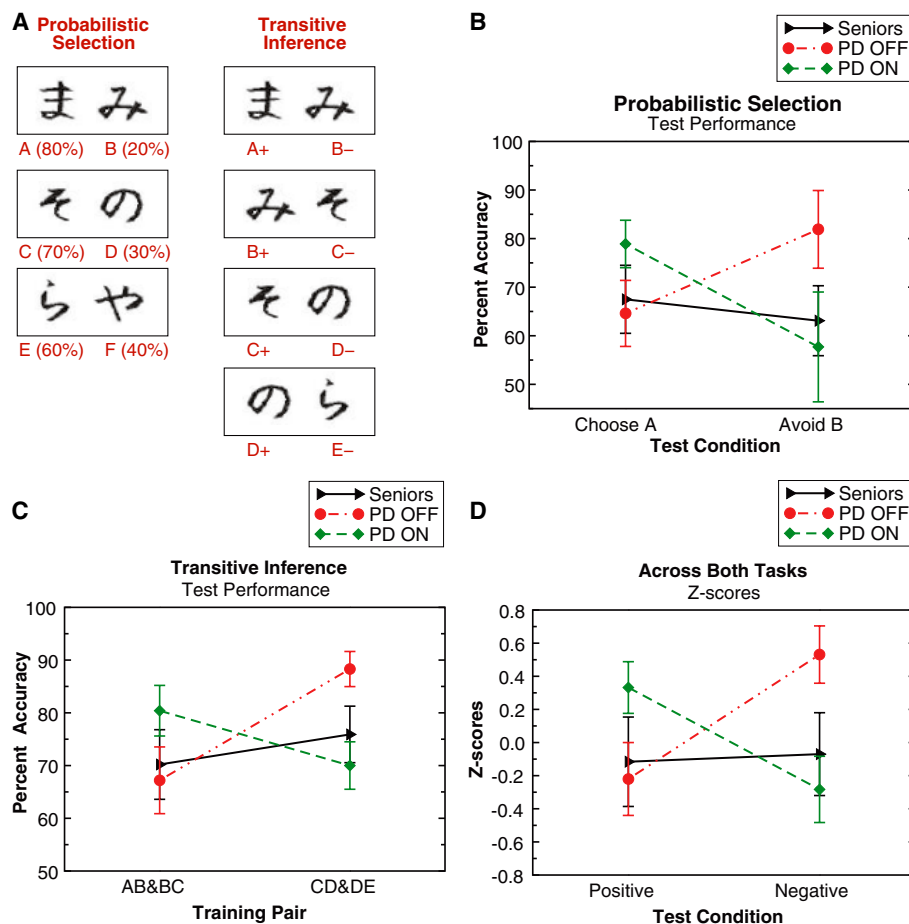 A
Probabilistic
Selection
ま み
A (80%) B (20%)
そ の
C (70%) D (30%)
ら や
E (60%) F (40%)
Transitive
Inference
ま み
A+ B–
み そ
B+ C–
そ の
C+ D–
の ら
D+ E–
B
Seniors
PD OFF
PD ON
Probabilistic Selection
Test Performance
Percent Accuracy
100
90
80
70
60
50
Choose A Avoid B
Test Condition
C
Seniors
PD OFF
PD ON
Transitive Inference
Test Performance
Percent Accuracy
100
90
80
70
60
50
AB&BC CD&DE
Training Pair
D
Seniors
PD OFF
PD ON
Across Both Tasks
Z-scores
Z-scores
0.8
0.6
0.4
0.2
0.0
-0.2
-0.4
-0.6
-0.8
Positive Negative
Test Condition